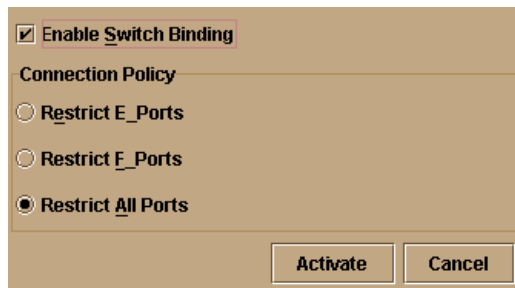 Enable Switch Binding
Connection Policy
Restrict E_Ports
Restrict F_Ports
Restrict All Ports
Activate Cancel